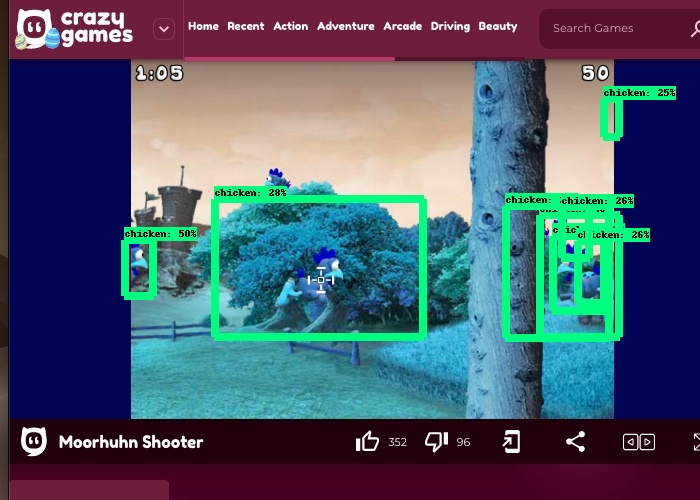 crazy
games
Home Recent Action Adventure Arcade Driving Beauty
Search Games
1:05
50
chicken: 25%
chicken: 28%
chicken:
chicken: 26%
chicken: 50%
chicken: 26%
Moorhuhn Shooter
352
96